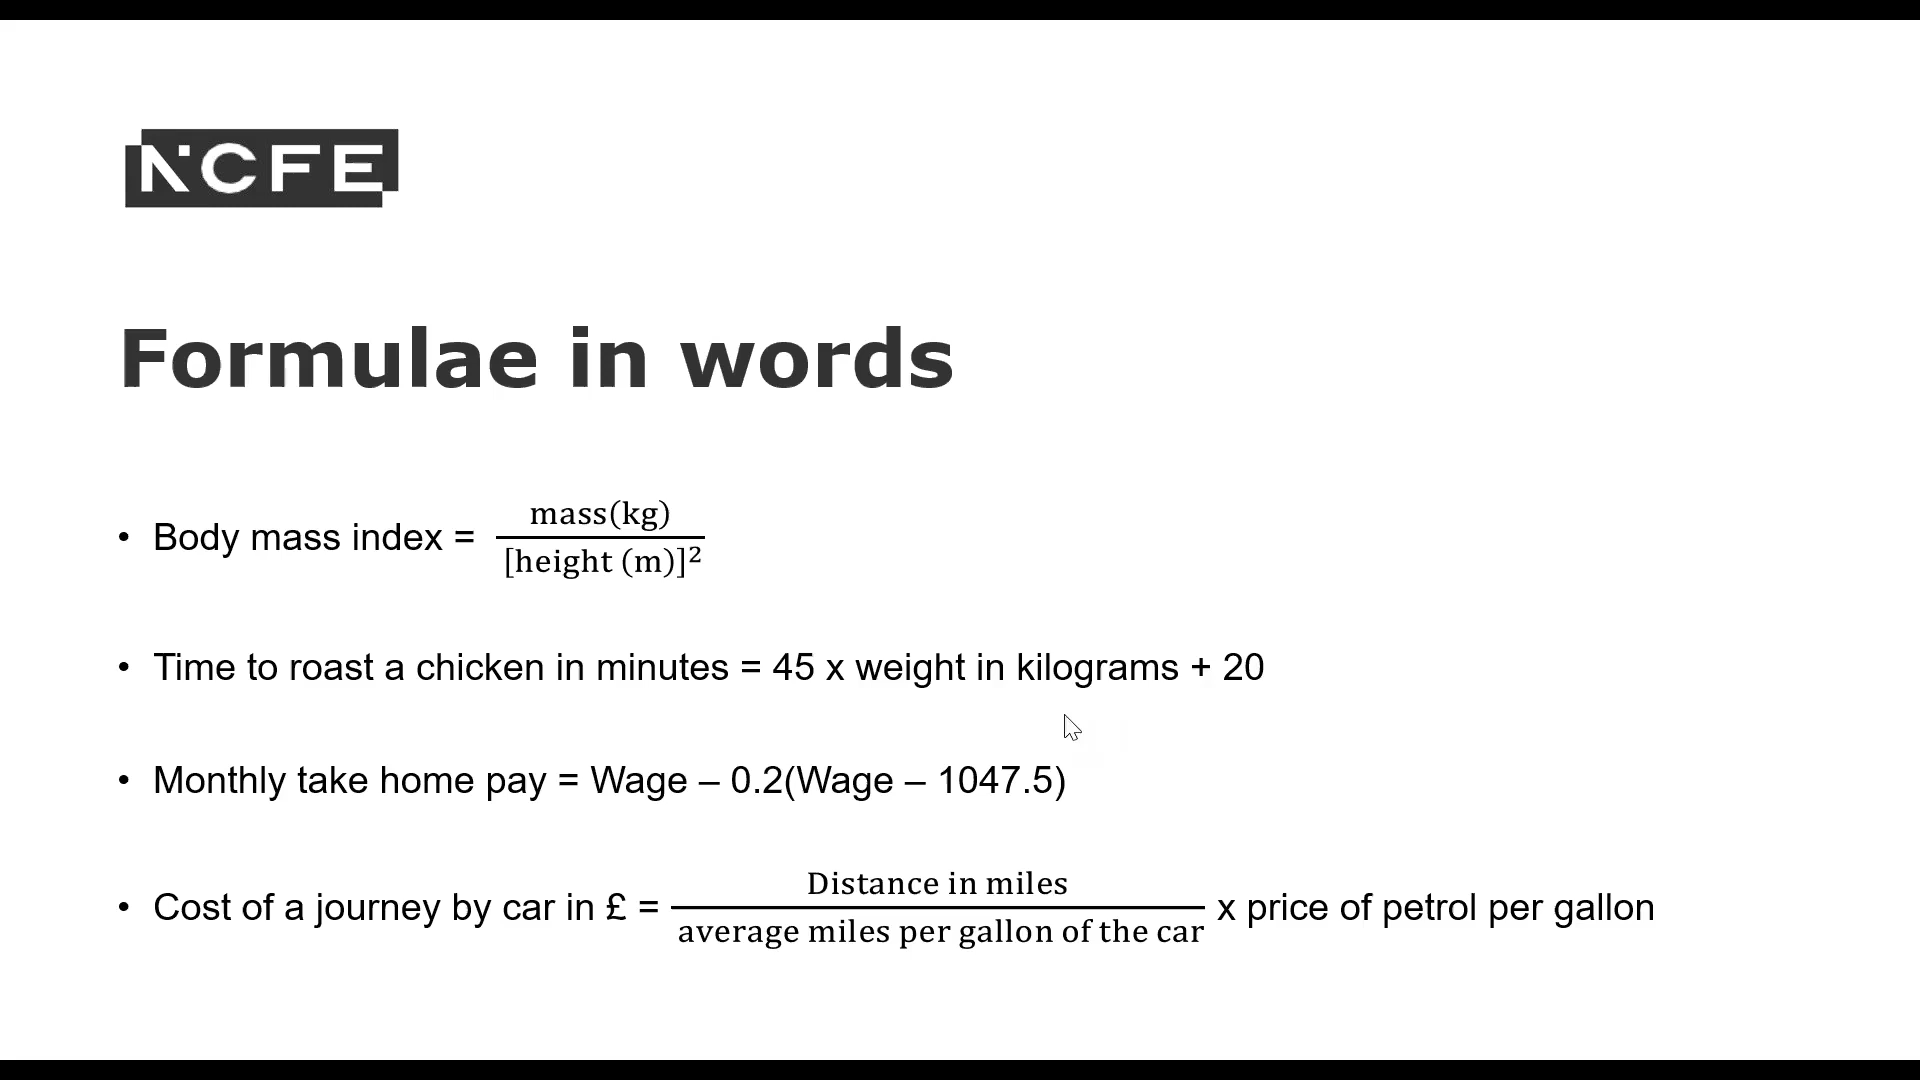 NCFE
Formulae in words
• Body mass index = mass(kg) / [height (m)]²
• Time to roast a chicken in minutes = 45 x weight in kilograms + 20
• Monthly take home pay = Wage – 0.2(Wage – 1047.5)
• Cost of a journey by car in £ = Distance in miles / average miles per gallon of the car x price of petrol per gallon